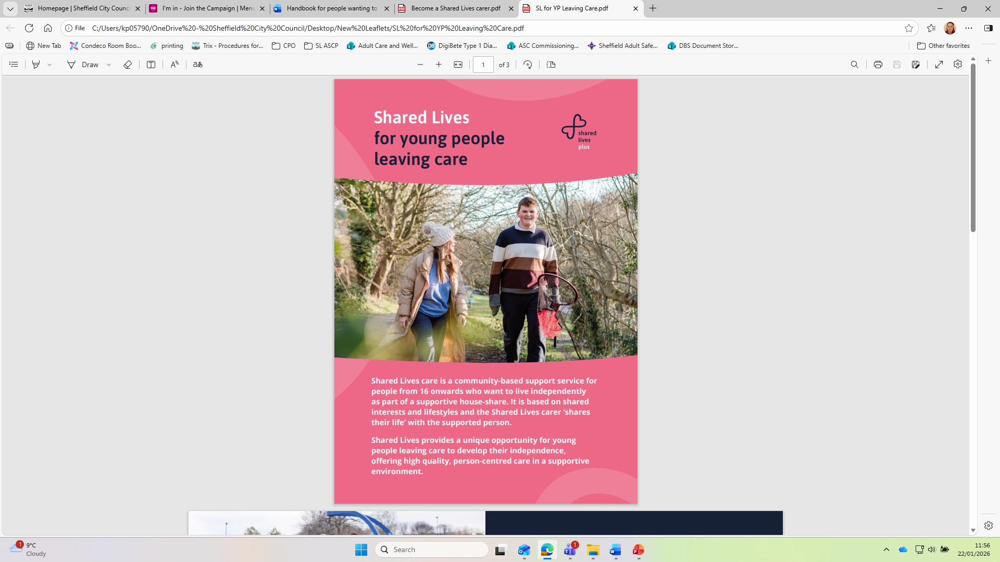 Homepage | Sheffield City Counci
I'm in - Join the Campaign | Menc
Handbook for people wanting to
Become a Shared Lives carer.pdf
SL for YP Leaving Care.pdf
File
C:/Users/kp05790/OneDrive%20-%20Sheffield%20City%20Council/Desktop/New%20Leaflets/SL%20for%20YP%20Leaving%20Care.pdf
New Tab
Condeco Room Boo...
printing
Trix - Procedures for...
CPO
SL ASCP
Adult Care and Well...
DigiBete Type 1 Dia...
ASC Commissioning...
Sheffield Adult Safe...
DBS Document Stor...
Other favorites
Draw
1 of 3
Shared Lives
for young people
leaving care
shared
lives
plus
Shared Lives care is a community-based support service for
people from 16 onwards who want to live independently
as part of a supportive house-share. It is based on shared
interests and lifestyles and the Shared Lives carer ‘shares
their life’ with the supported person.
Shared Lives provides a unique opportunity for young
people leaving care to develop their independence,
offering high quality, person-centred care in a supportive
environment.
1
9°C
Cloudy
Search
1
11:56
22/01/2026